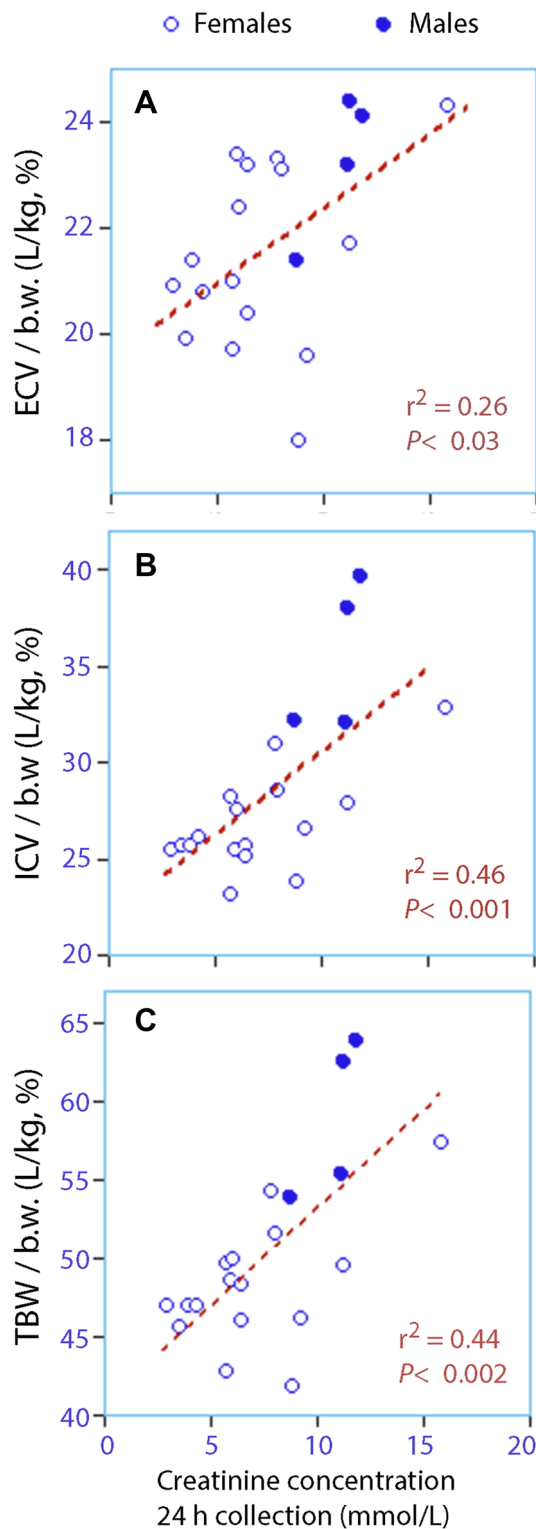 Females Males
A
24
22
20
18
ECV / b.w. (L/kg, %)
r² = 0.26
P< 0.03
B
40
35
30
25
20
ICV / b.w (L/kg, %)
r² = 0.46
P< 0.001
C
65
60
55
50
45
40
TBW / b.w. (L/kg, %)
r² = 0.44
P< 0.002
0 5 10 15 20
Creatinine concentration
24 h collection (mmol/L)